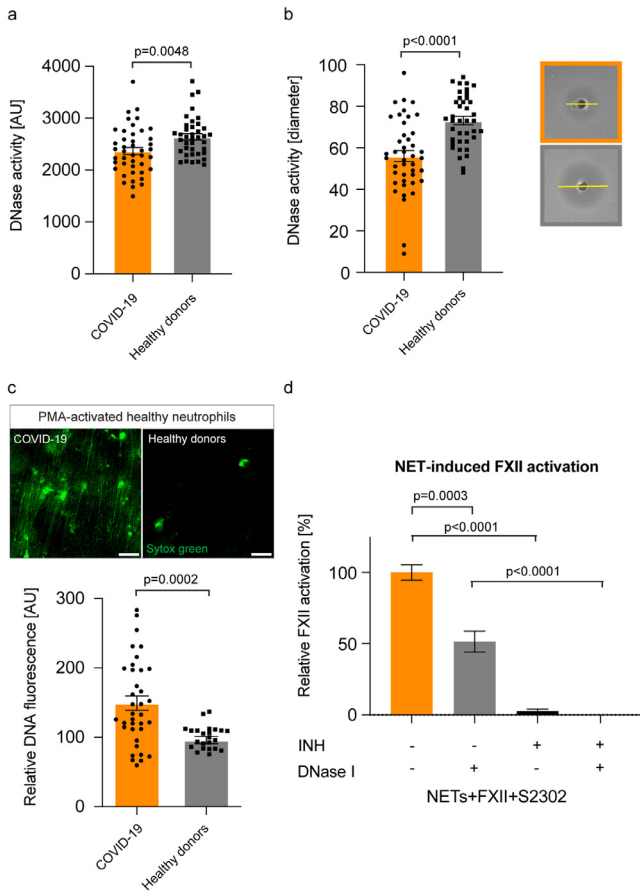 a
p=0.0048
DNase activity [AU]
4000
3000
2000
1000
0
COVID-19
Healthy donors
b
p<0.0001
DNase activity [diameter]
100
80
60
40
20
0
COVID-19
Healthy donors
c
PMA-activated healthy neutrophils
COVID-19
Healthy donors
Sytox green
p=0.0002
Relative DNA fluorescence [AU]
300
200
100
0
COVID-19
Healthy donors
d
NET-induced FXII activation
p=0.0003
p<0.0001
p<0.0001
Relative FXII activation [%]
100
50
0
INH - - + +
DNase I - + - +
NETs+FXII+S2302